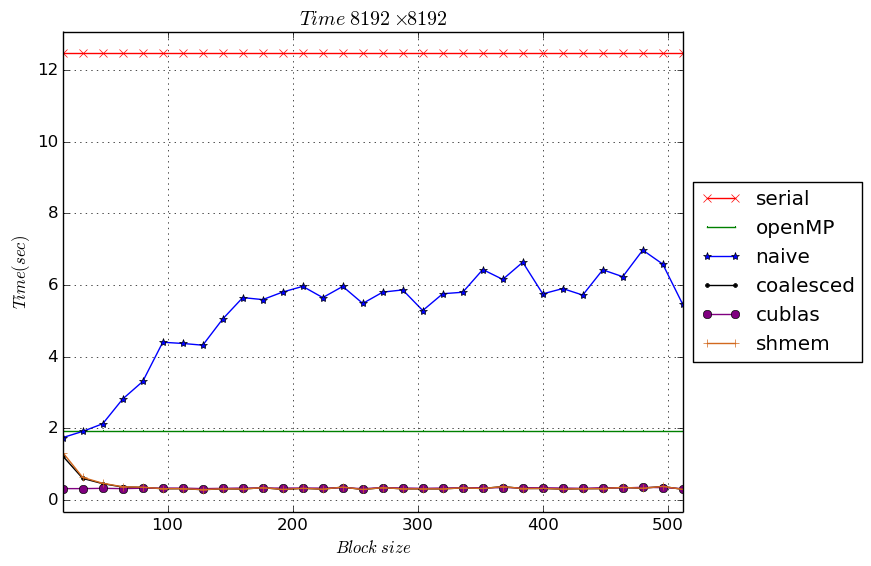 Time 8192 ×8192
12
10
8
6
4
2
0
Time(sec)
100 200 300 400 500
Block size
serial
openMP
naive
coalesced
cublas
shmem